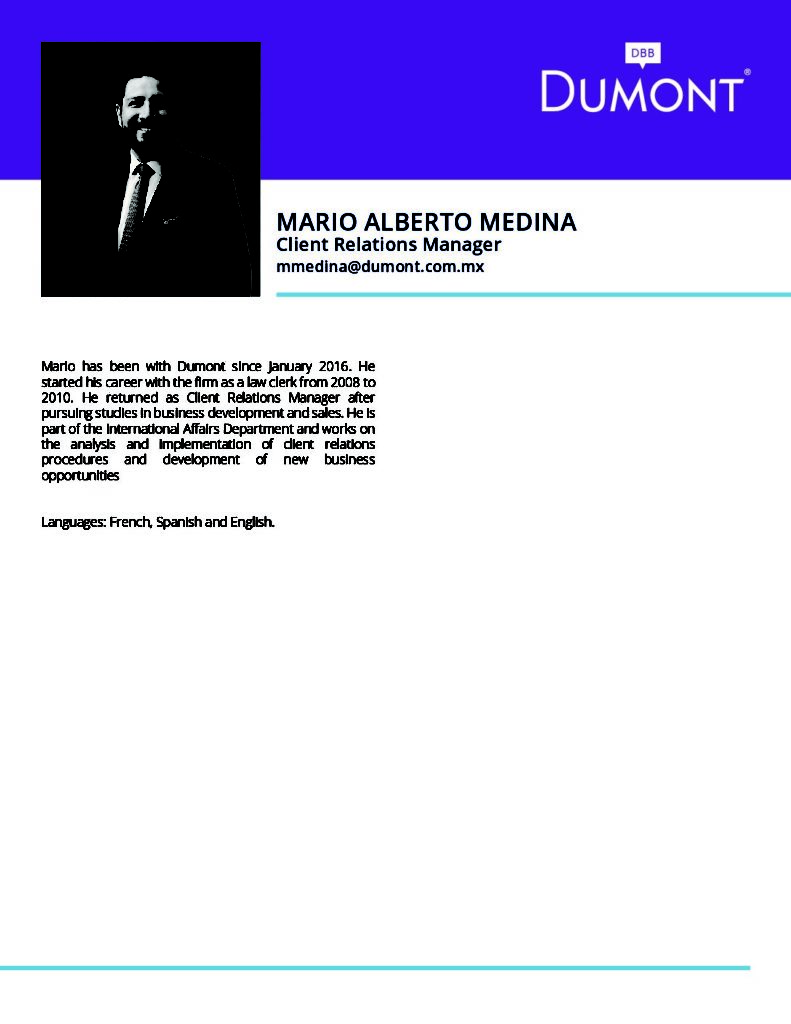 DBB
DUMONT®
MARIO ALBERTO MEDINA
Client Relations Manager
mmedina@dumont.com.mx
Mario has been with Dumont since January 2016. He
started his career with the firm as a law clerk from 2008 to
2010. He returned as Client Relations Manager after
pursuing studies in business development and sales. He is
part of the International Affairs Department and works on
the analysis and implementation of client relations
procedures and development of new business
opportunities
Languages: French, Spanish and English.